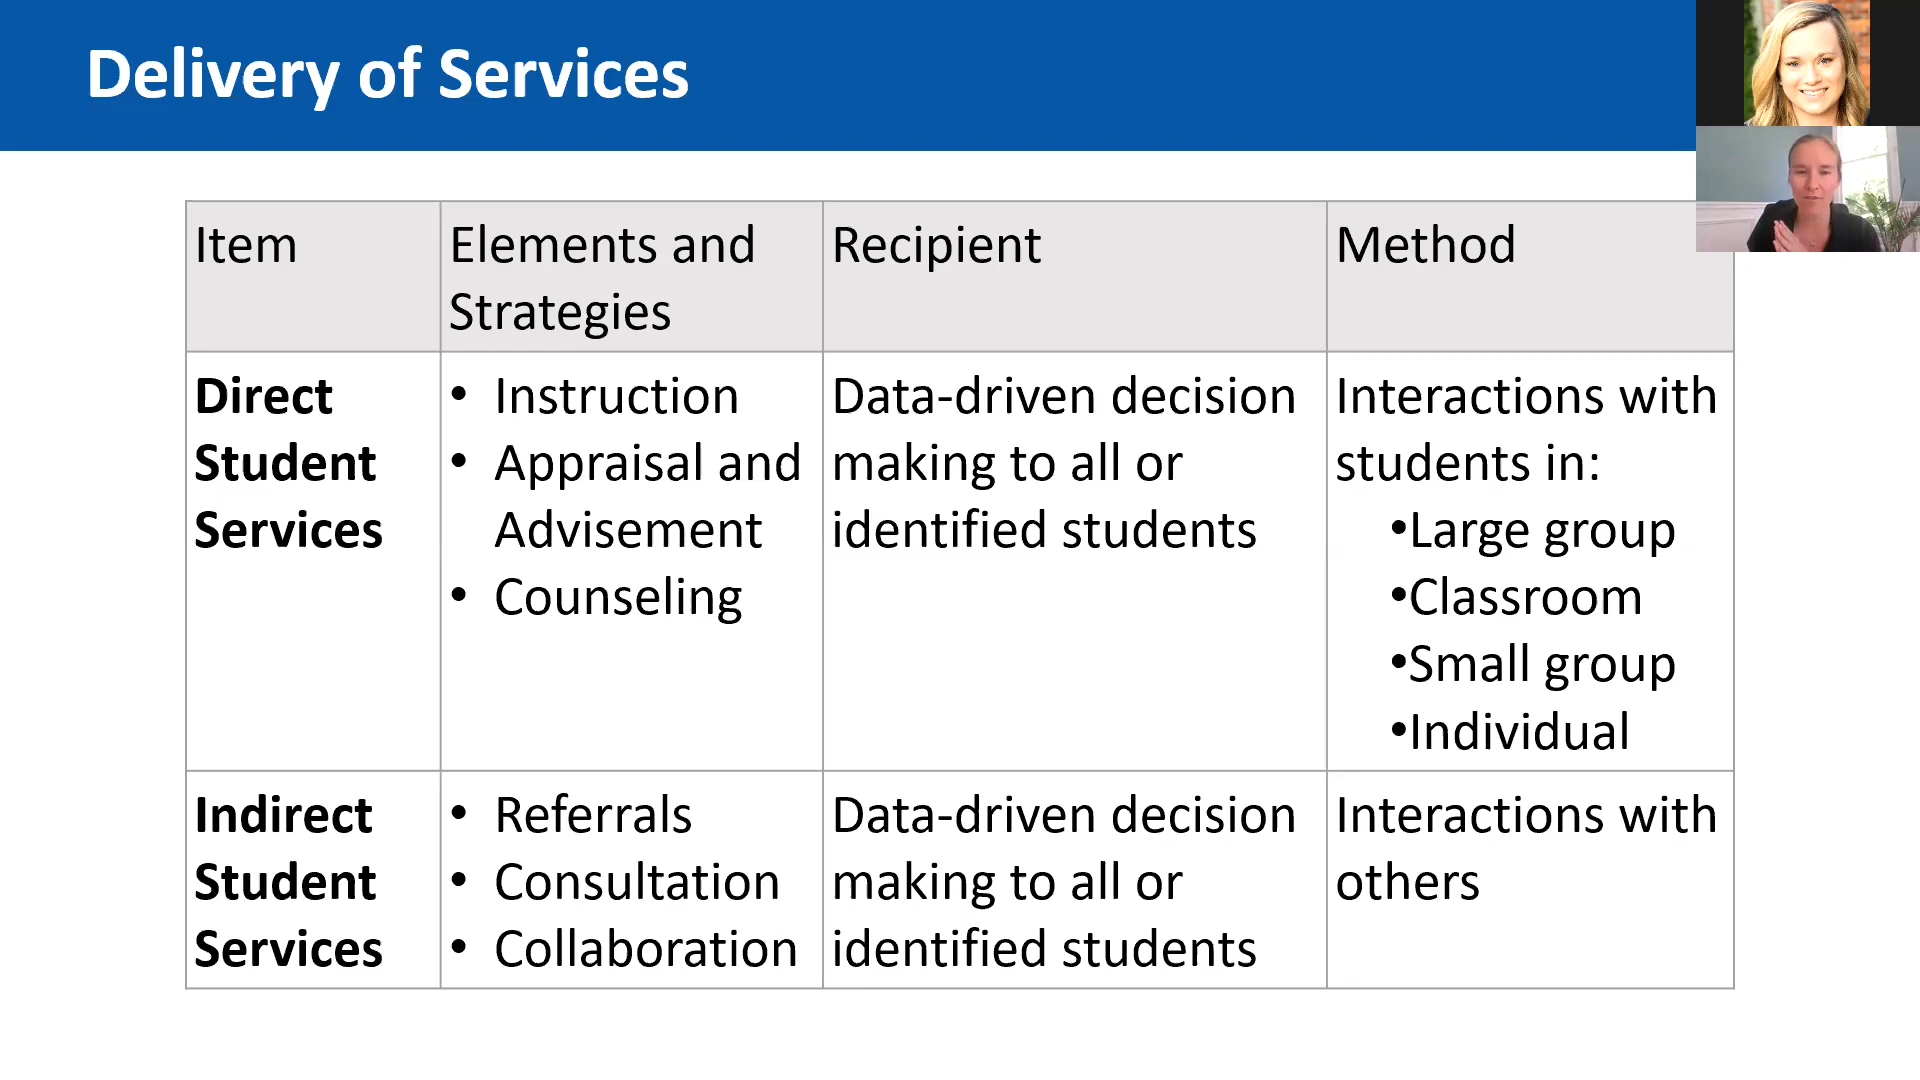 Delivery of Services
Item
Elements and
Strategies
Recipient
Method
Direct
Student
Services
• Instruction
• Appraisal and
Advisement
• Counseling
Data-driven decision
making to all or
identified students
Interactions with
students in:
•Large group
•Classroom
•Small group
•Individual
Indirect
Student
Services
• Referrals
• Consultation
• Collaboration
Data-driven decision
making to all or
identified students
Interactions with
others